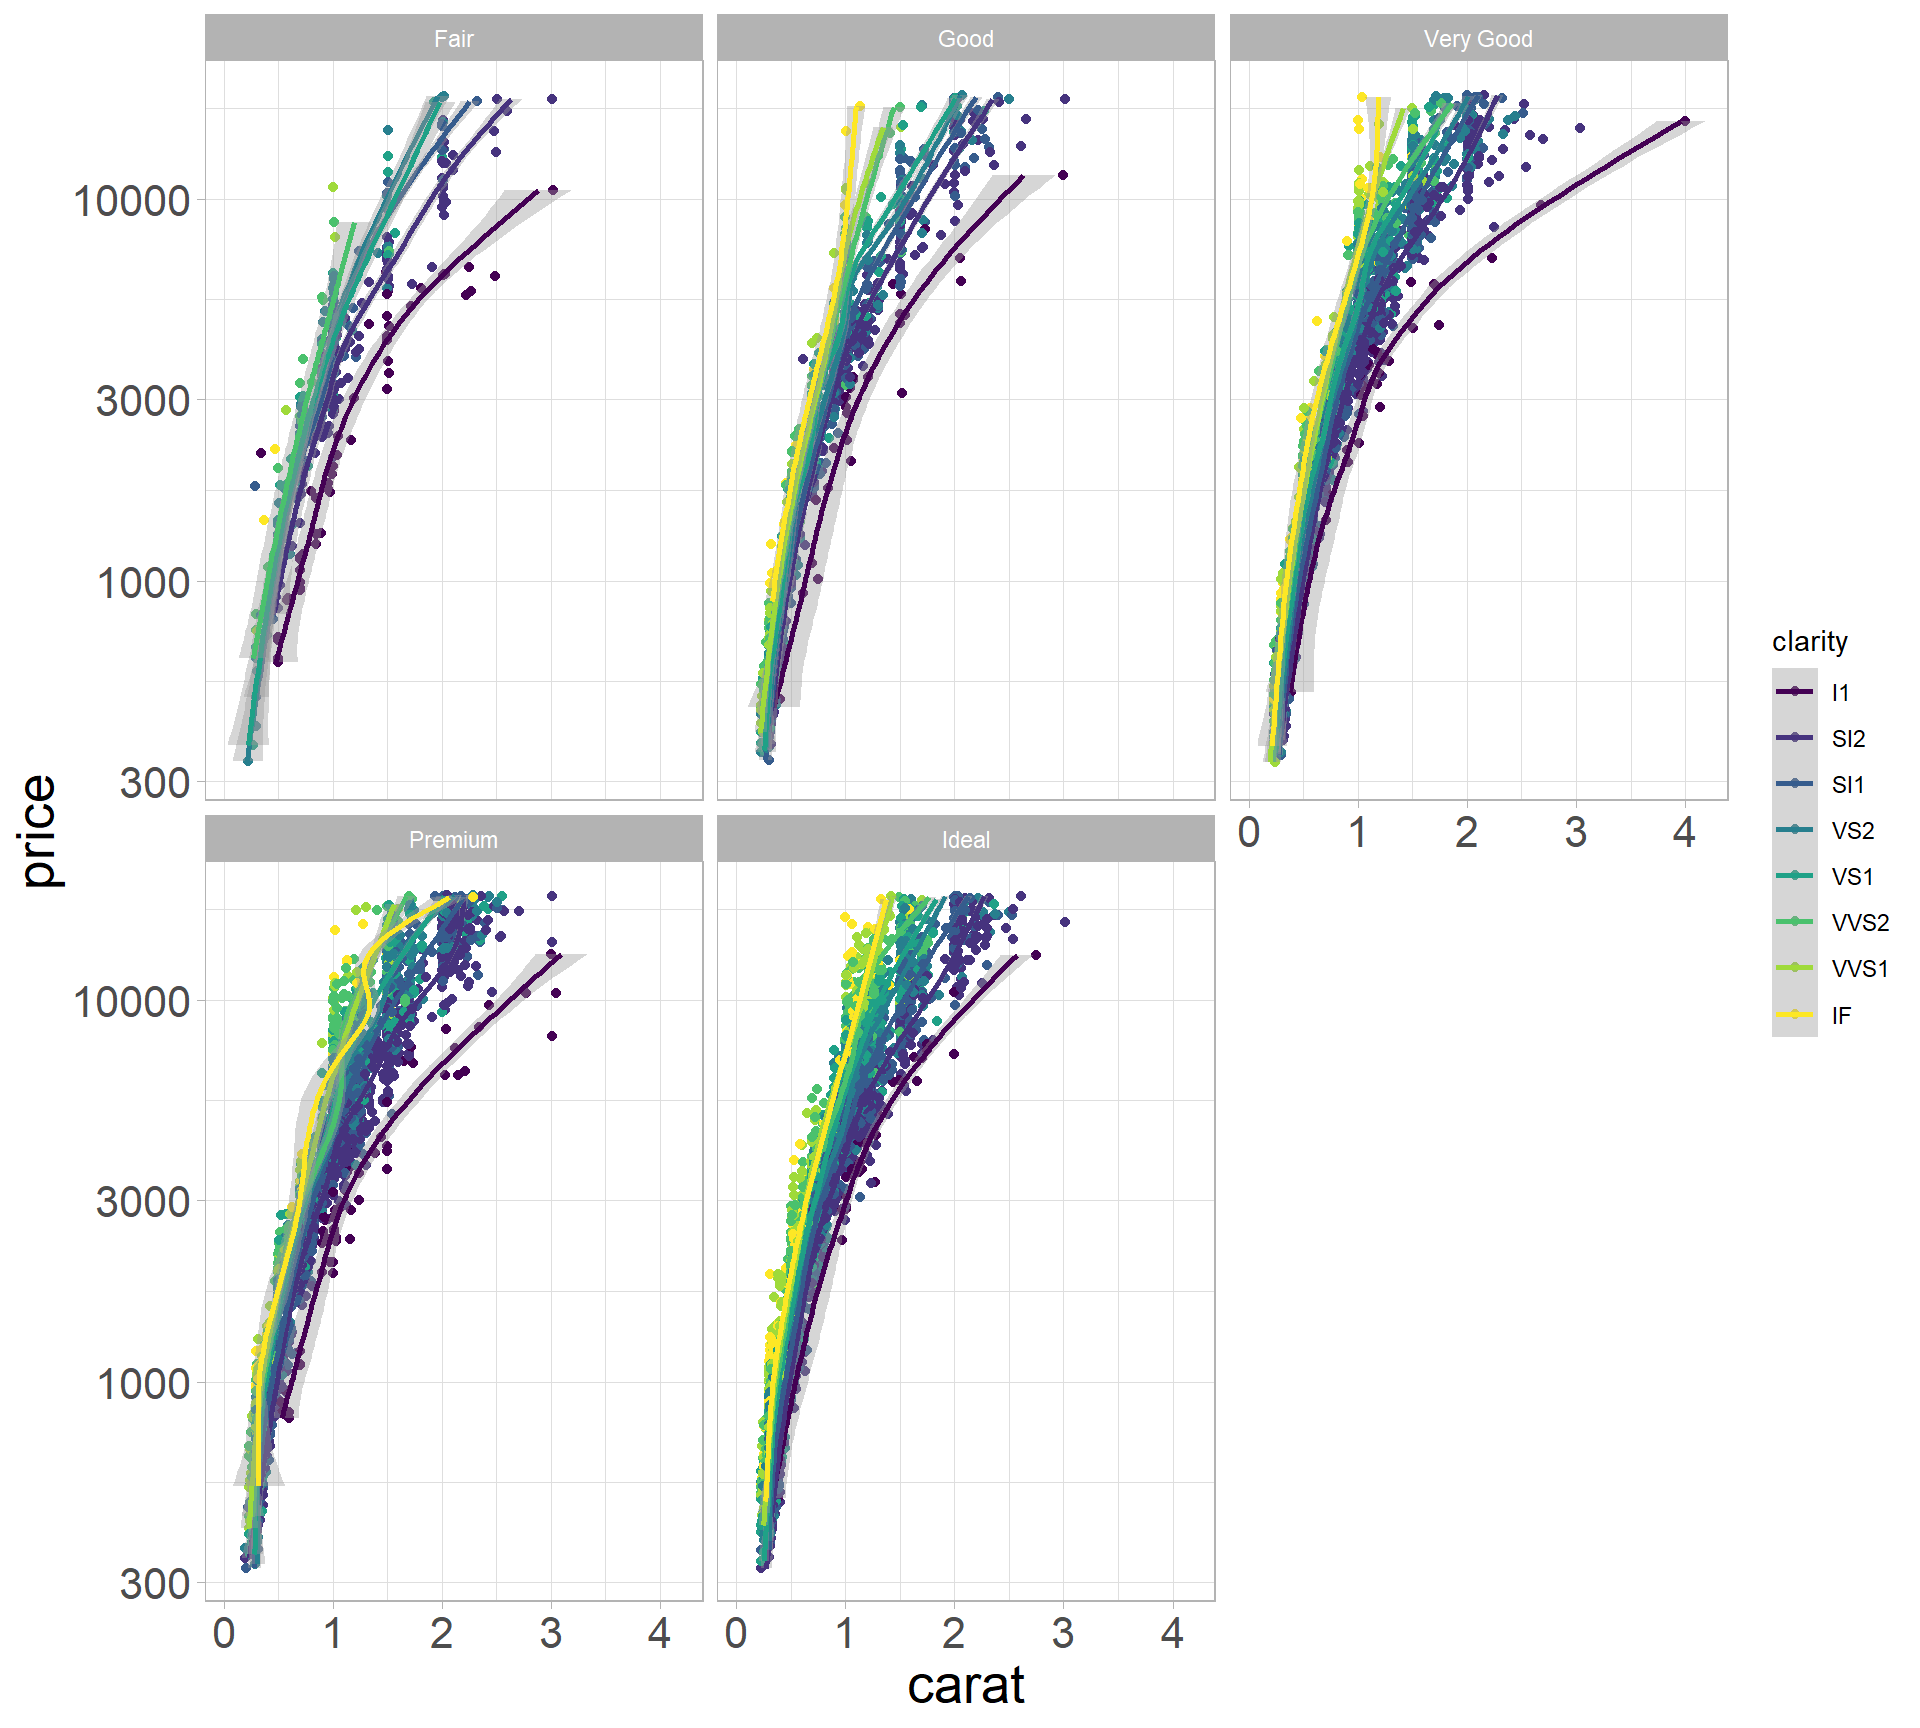 Fair
Good
Very Good
10000
3000
1000
300
0 1 2 3 4
Premium
Ideal
10000
3000
1000
300
0 1 2 3 4
0 1 2 3 4
price
carat
clarity
I1
SI2
SI1
VS2
VS1
VVS2
VVS1
IF